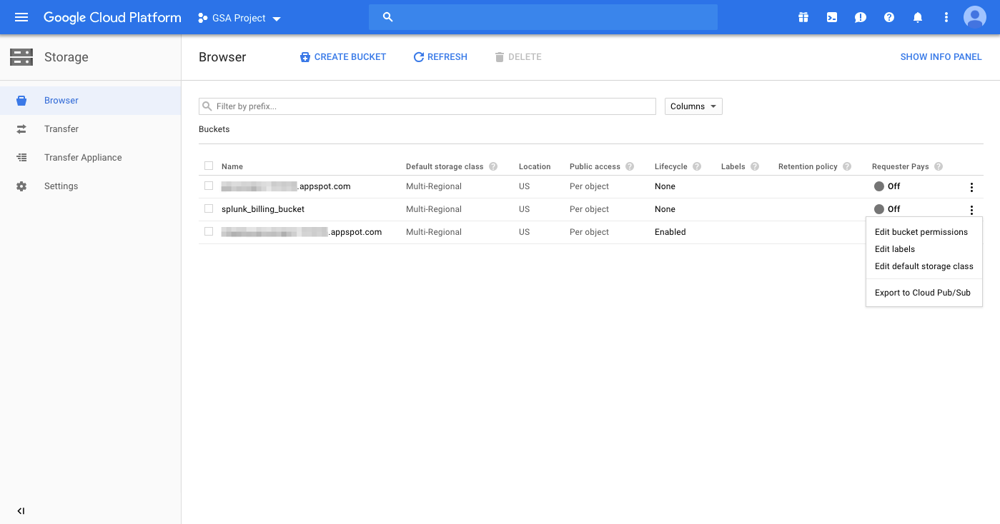 Google Cloud Platform GSA Project
Storage
Browser CREATE BUCKET REFRESH DELETE SHOW INFO PANEL
Browser
Transfer
Transfer Appliance
Settings
Filter by prefix... Columns
Buckets
Name Default storage class ? Location Public access ? Lifecycle ? Labels ? Retention policy ? Requester Pays ?
.appspot.com Multi-Regional US Per object None Off
splunk_billing_bucket Multi-Regional US Per object None Off
.appspot.com Multi-Regional US Per object Enabled
Edit bucket permissions
Edit labels
Edit default storage class
Export to Cloud Pub/Sub